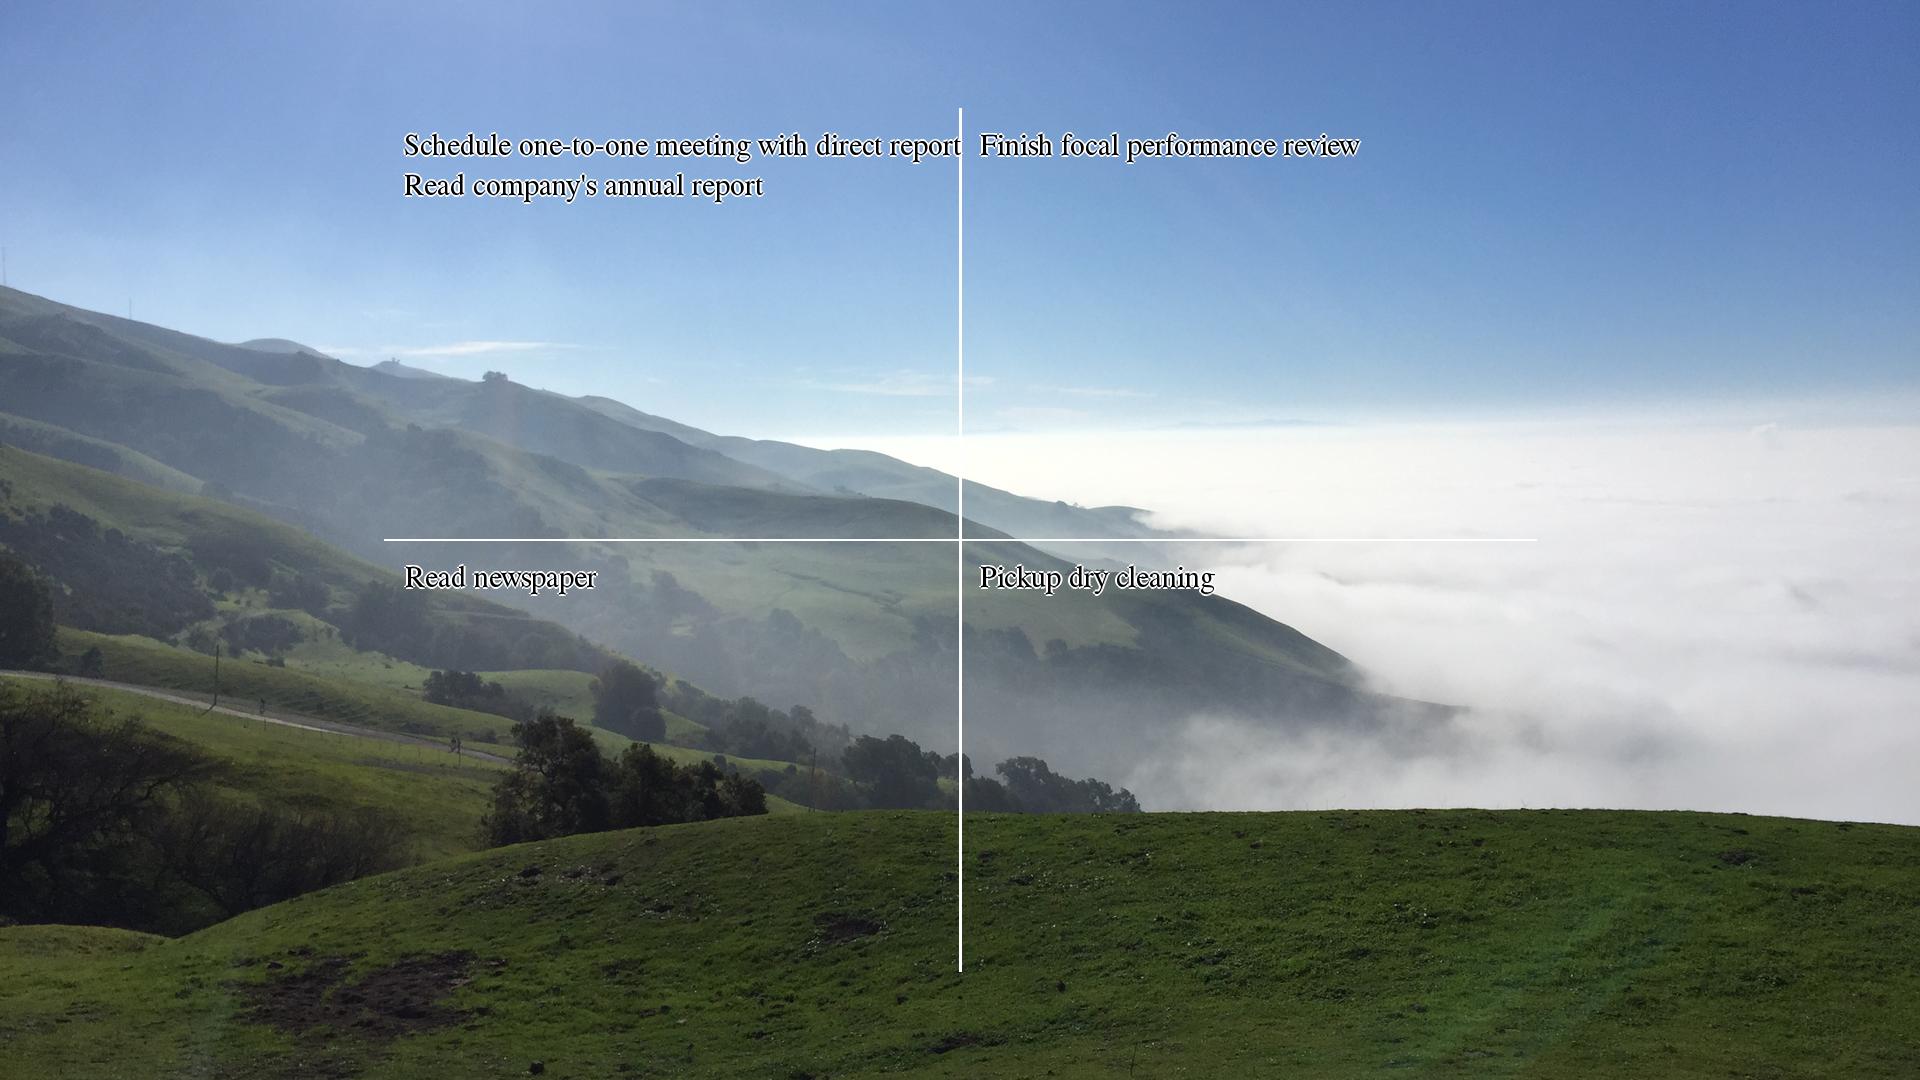 Schedule one-to-one meeting with direct report
Read company's annual report
Finish focal performance review
Read newspaper
Pickup dry cleaning